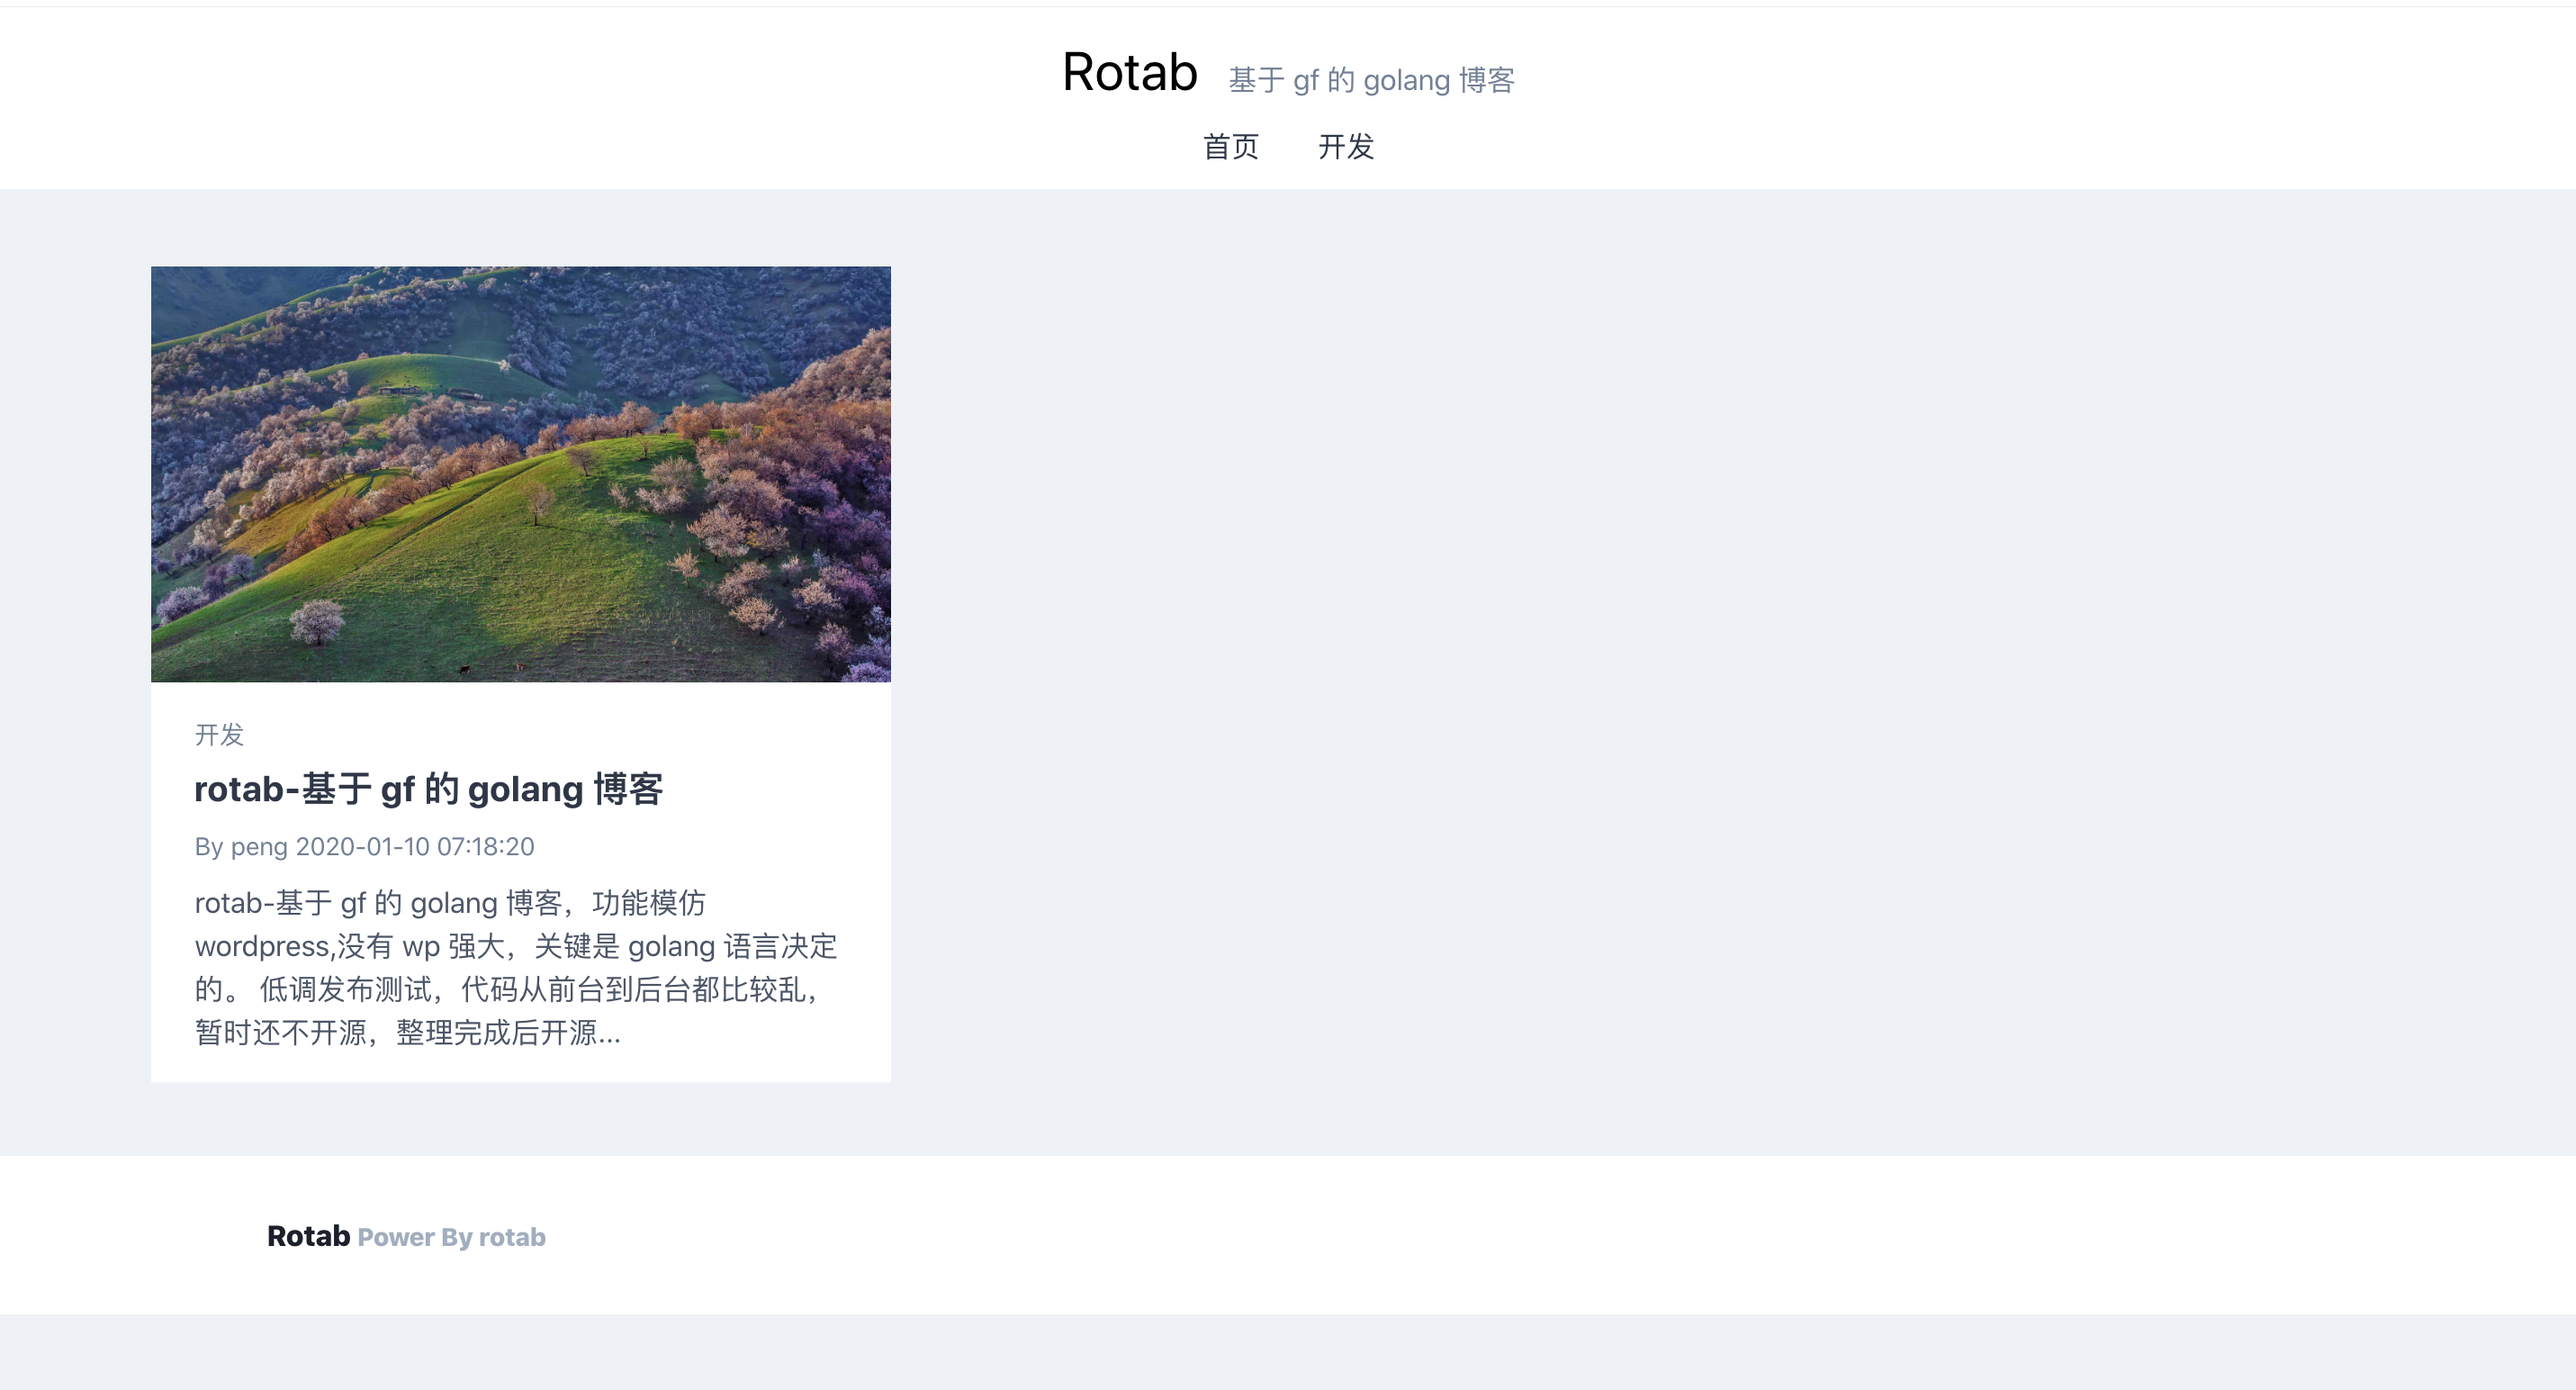 Rotab 基于 gf 的 golang 博客
首页 开发
开发
rotab-基于 gf 的 golang 博客
By peng 2020-01-10 07:18:20
rotab-基于 gf 的 golang 博客，功能模仿
wordpress,没有 wp 强大，关键是 golang 语言决定
的。 低调发布测试，代码从前台到后台都比较乱，
暂时还不开源，整理完成后开源...
Rotab Power By rotab